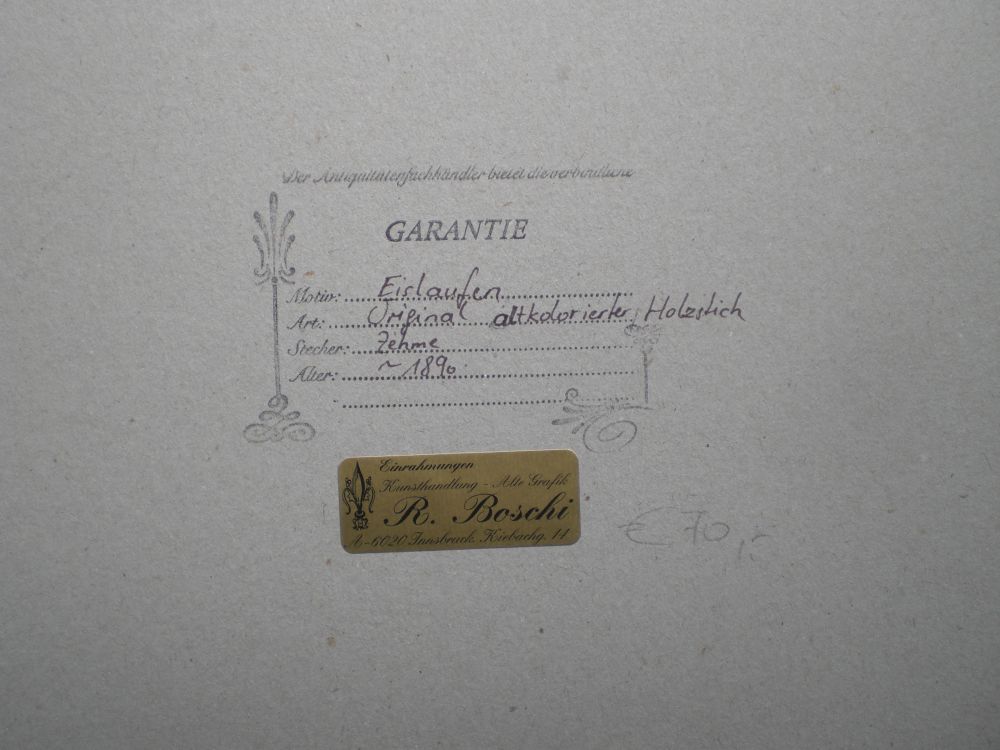 Der Antiquitätenfachhändler bietet die verbindliche
GARANTIE
Motiv: Eislaufen
Art: Original altkolorierter Holzstich
Stecher: Zehme
Alter: ~ 1890
Einrahmungen
Kunsthandlung - Alte Grafik
R. Boschi
A-6020 Innsbruck, Kiebachg. 11
€ 70,-